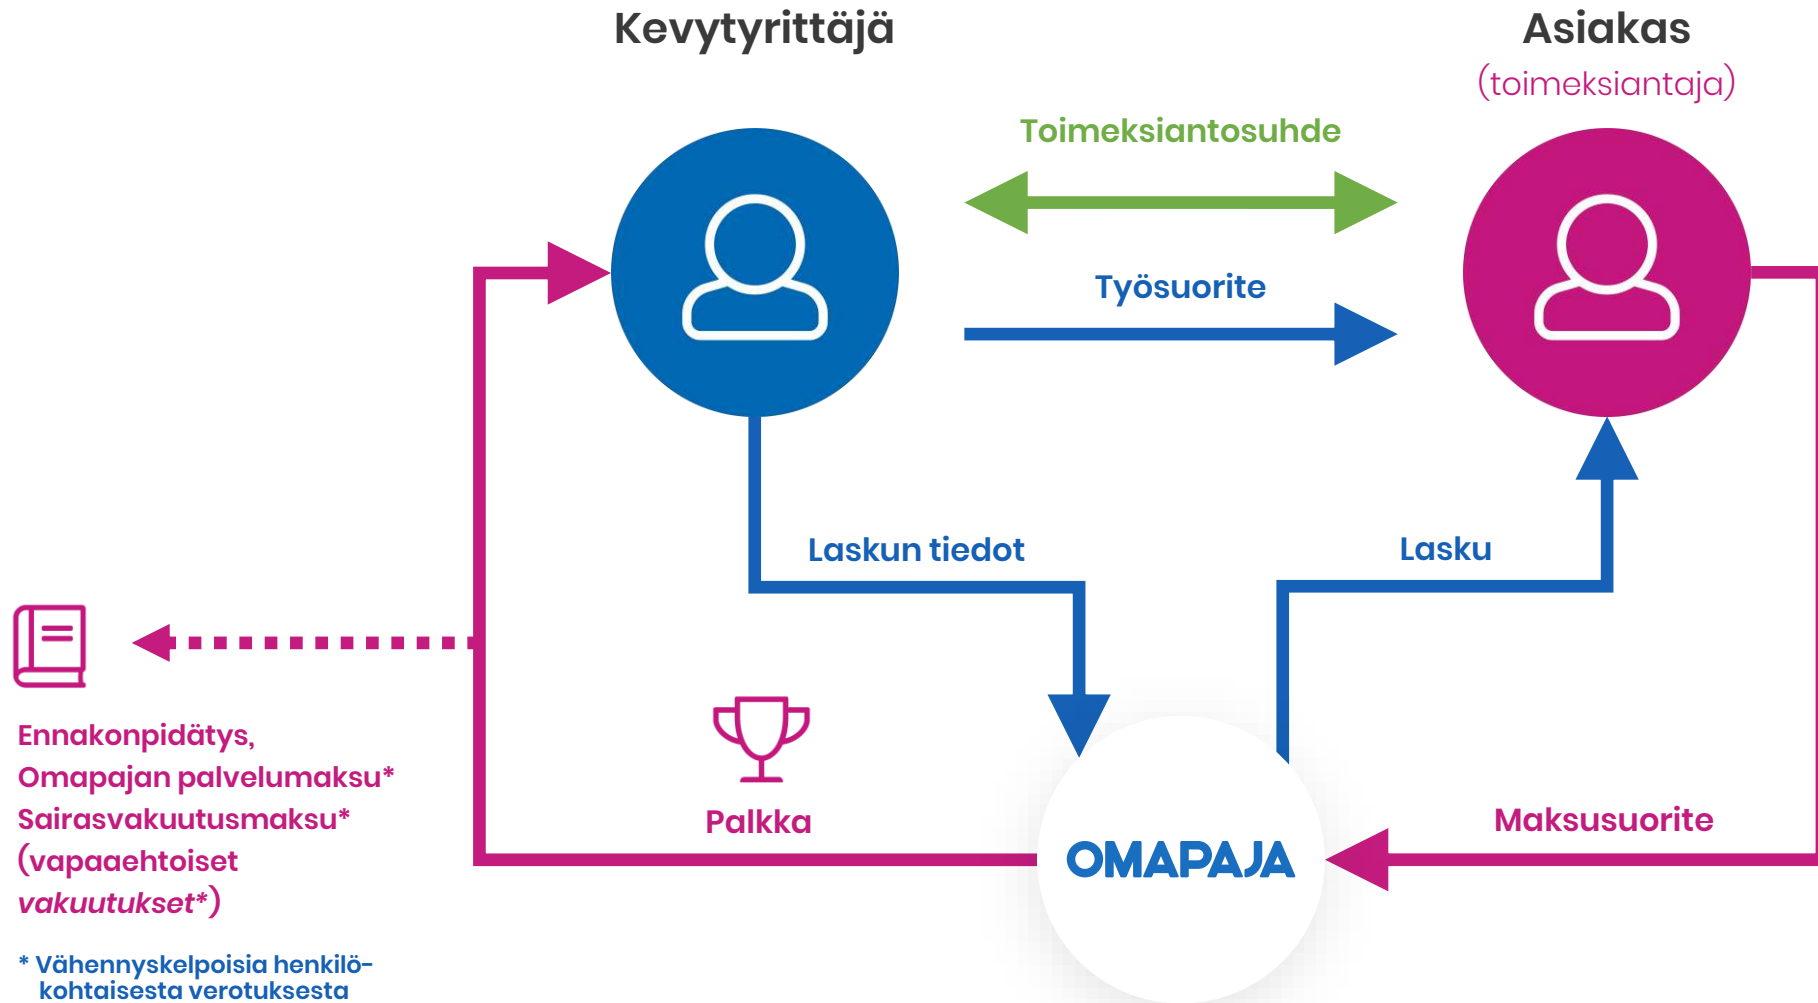 Kevytyrittäjä
Asiakas
(toimeksiantaja)
Toimeksiantosuhde
Työsuorite
Laskun tiedot
Lasku
Ennakonpidätys,
Omapajan palvelumaksu*
Sairasvakuutusmaksu*
(vapaaehtoiset
vakuutukset*)
* Vähennyskelpoisia henkilö-
kohtaisesta verotuksesta
Palkka
OMAPAJA
Maksusuorite